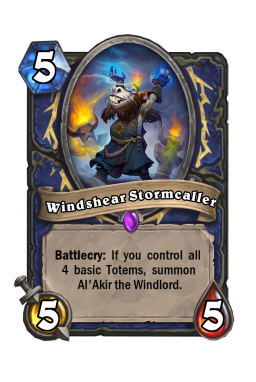 5
Windshear Stormcaller
Battlecry: If you control all
4 basic Totems, summon
Al'Akir the Windlord.
5
5